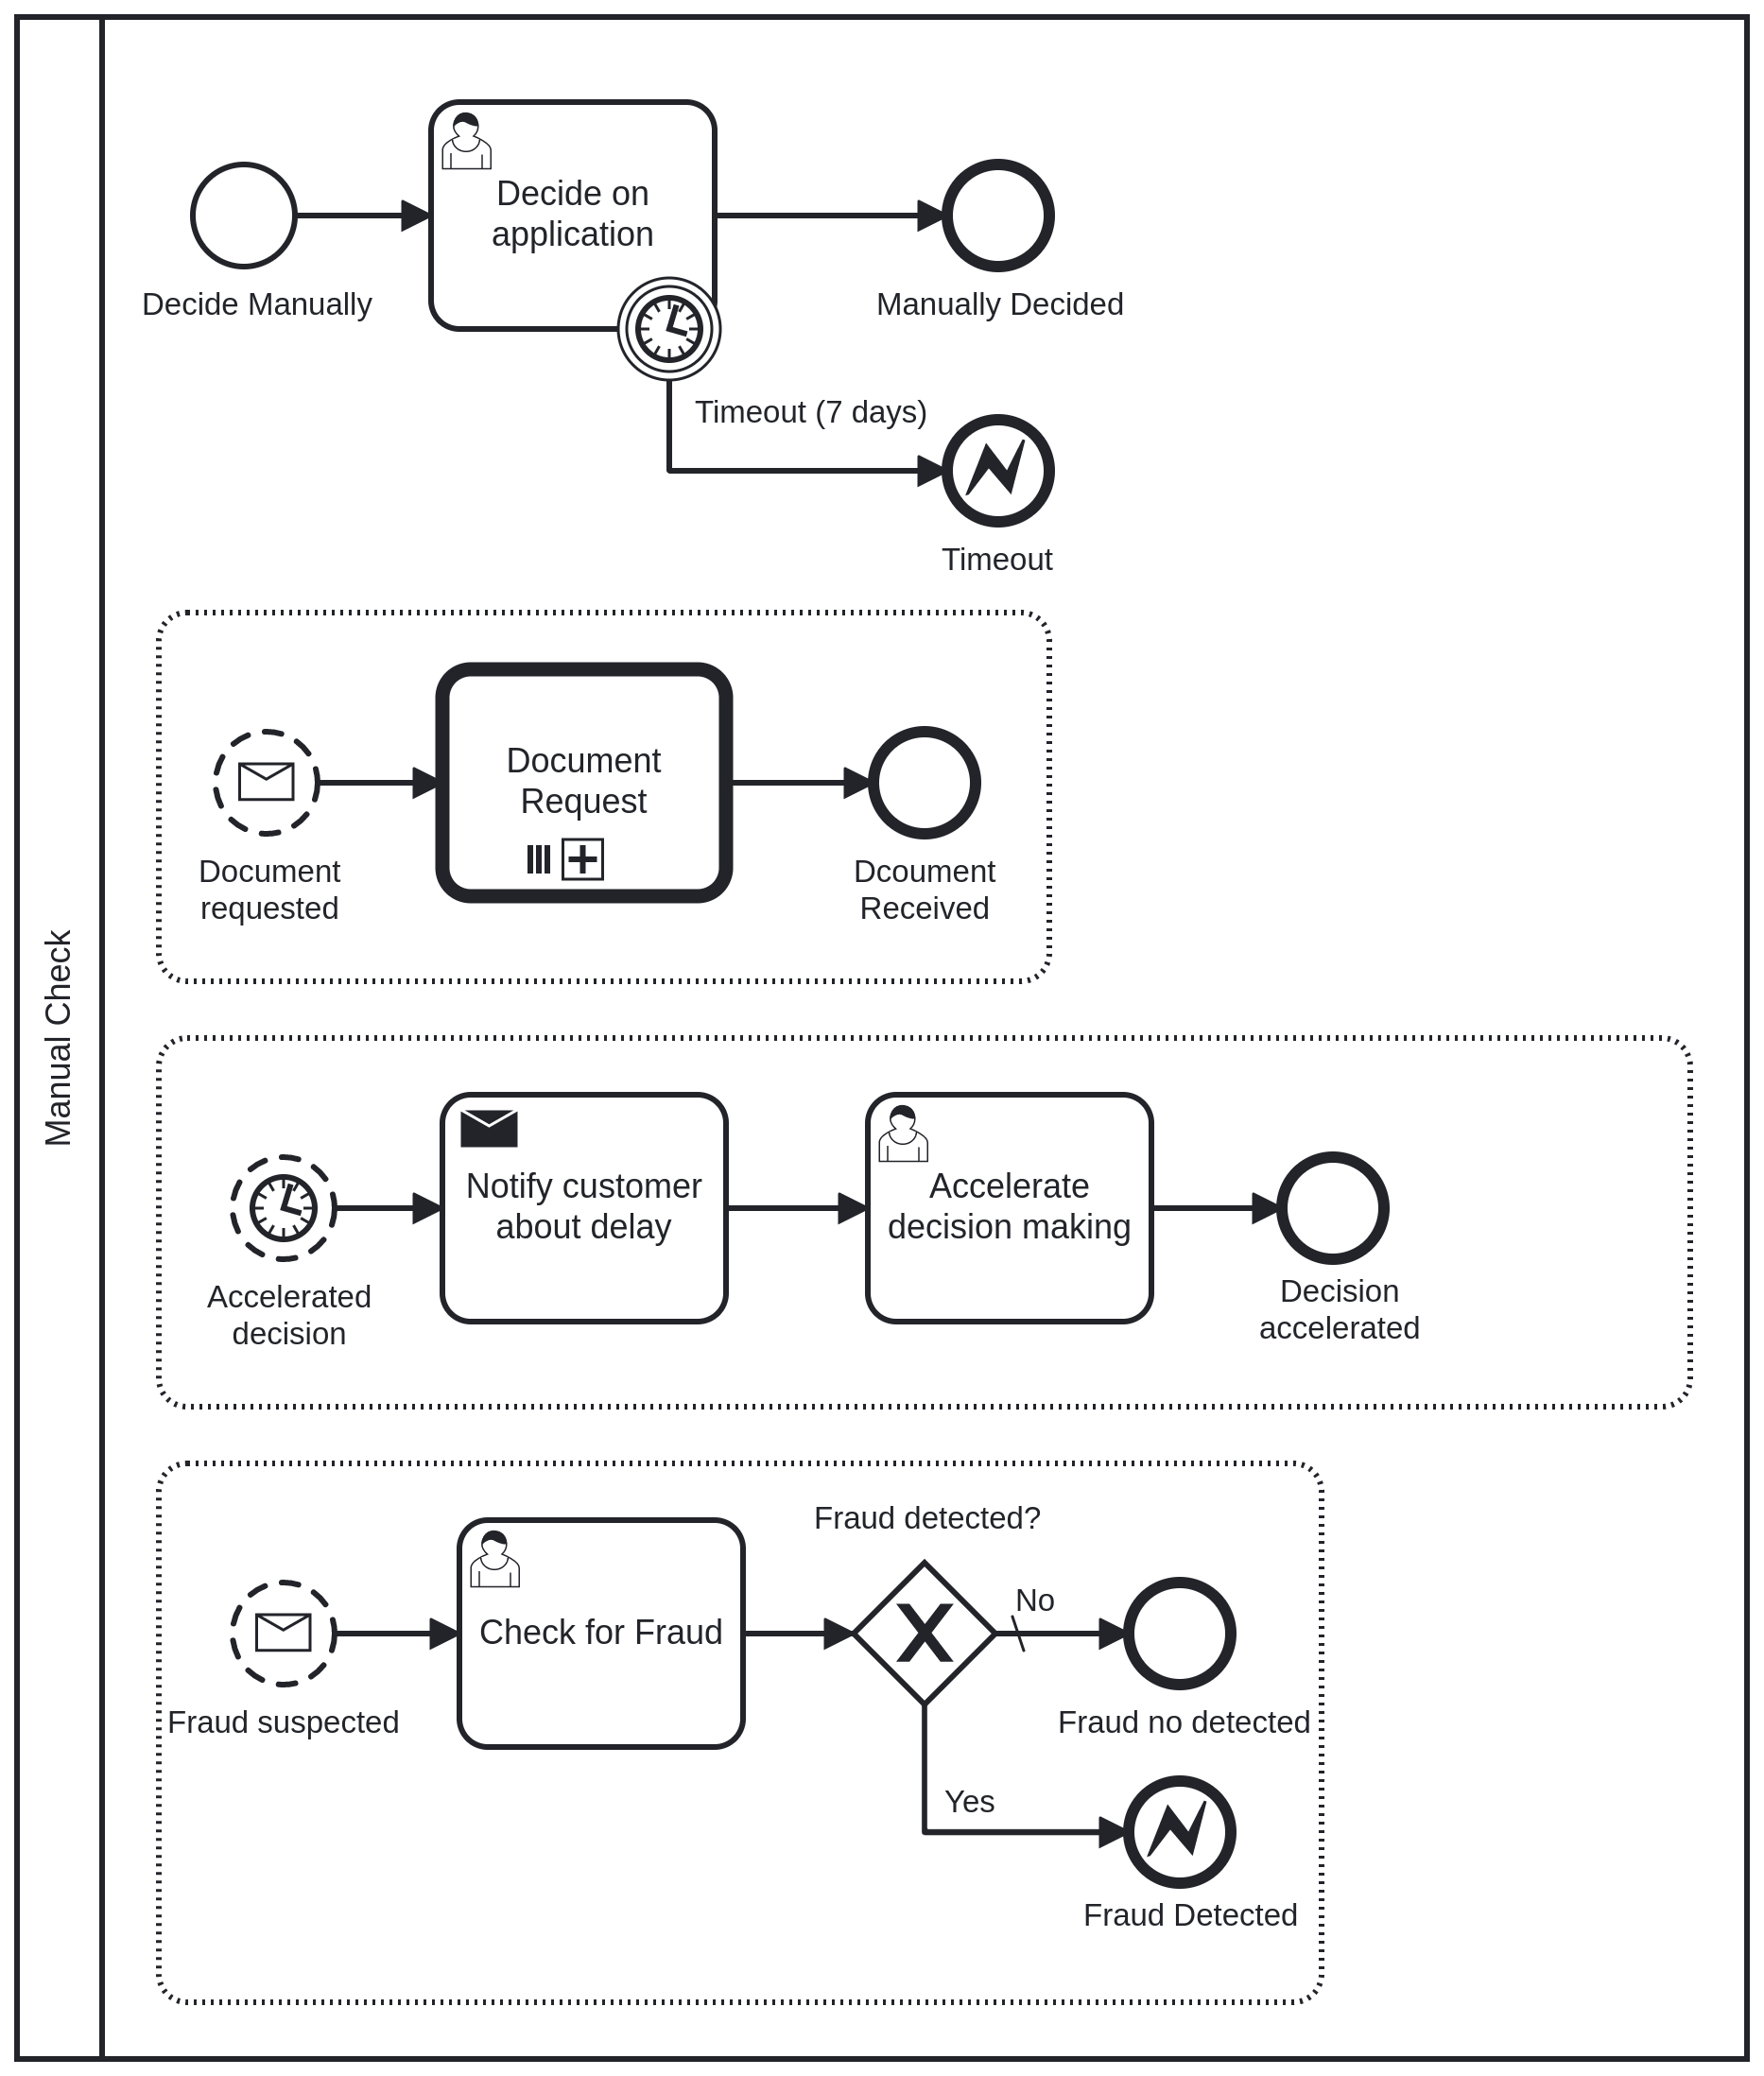 Manual Check
Decide on
application
Decide Manually
Manually Decided
Timeout (7 days)
Timeout
Document
Request
Document
requested
Dcoument
Received
Notify customer
about delay
Accelerate
decision making
Accelerated
decision
Decision
accelerated
Fraud detected?
No
Check for Fraud
Fraud suspected
Fraud no detected
Yes
Fraud Detected